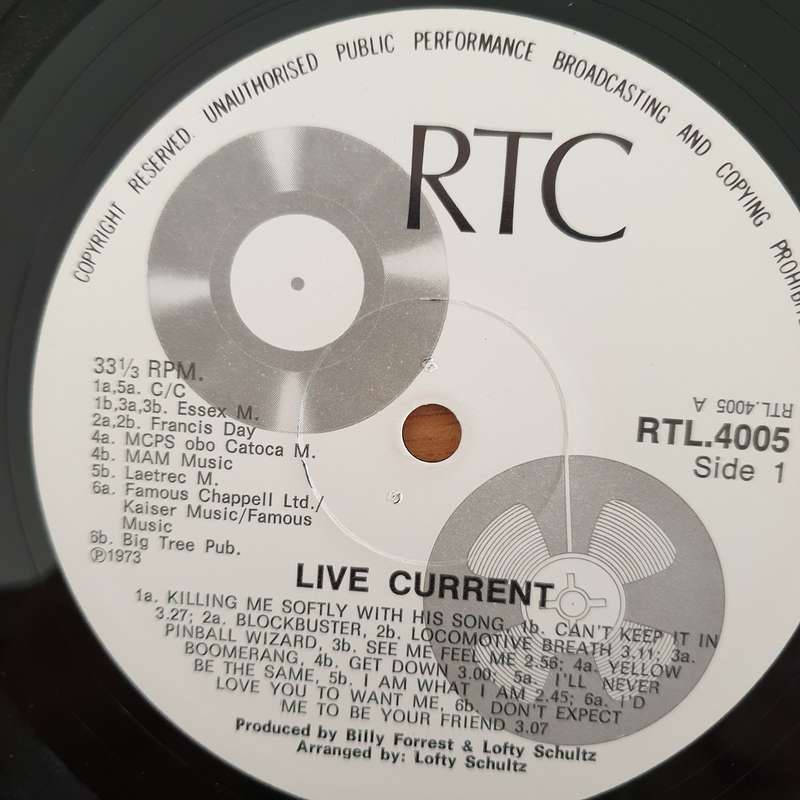 COPYRIGHT RESERVED. UNAUTHORISED PUBLIC PERFORMANCE BROADCASTING AND COPYING PROHIBITE
RTC
33⅓ RPM.
1a,5a. C/C
1b,3a,3b. Essex M.
2a,2b. Francis Day
4a. MCPS obo Catoca M.
4b. MAM Music
5b. Laetrec M.
6a. Famous Chappell Ltd./
Kaiser Music/Famous
Music
6b. Big Tree Pub.
℗1973
RTL.4005 A
RTL.4005
Side 1
LIVE CURRENT
1a. KILLING ME SOFTLY WITH HIS SONG, 1b. CAN'T KEEP IT IN
3.27; 2a. BLOCKBUSTER, 2b. LOCOMOTIVE BREATH 3.11; 3a.
PINBALL WIZARD, 3b. SEE ME FEEL ME 2.56; 4a. YELLOW
BOOMERANG, 4b. GET DOWN 3.00; 5a. I'LL NEVER
BE THE SAME, 5b. I AM WHAT I AM 2.45; 6a. I'D
LOVE YOU TO WANT ME, 6b. DON'T EXPECT
ME TO BE YOUR FRIEND 3.07
Produced by Billy Forrest & Lofty Schultz
Arranged by: Lofty Schultz